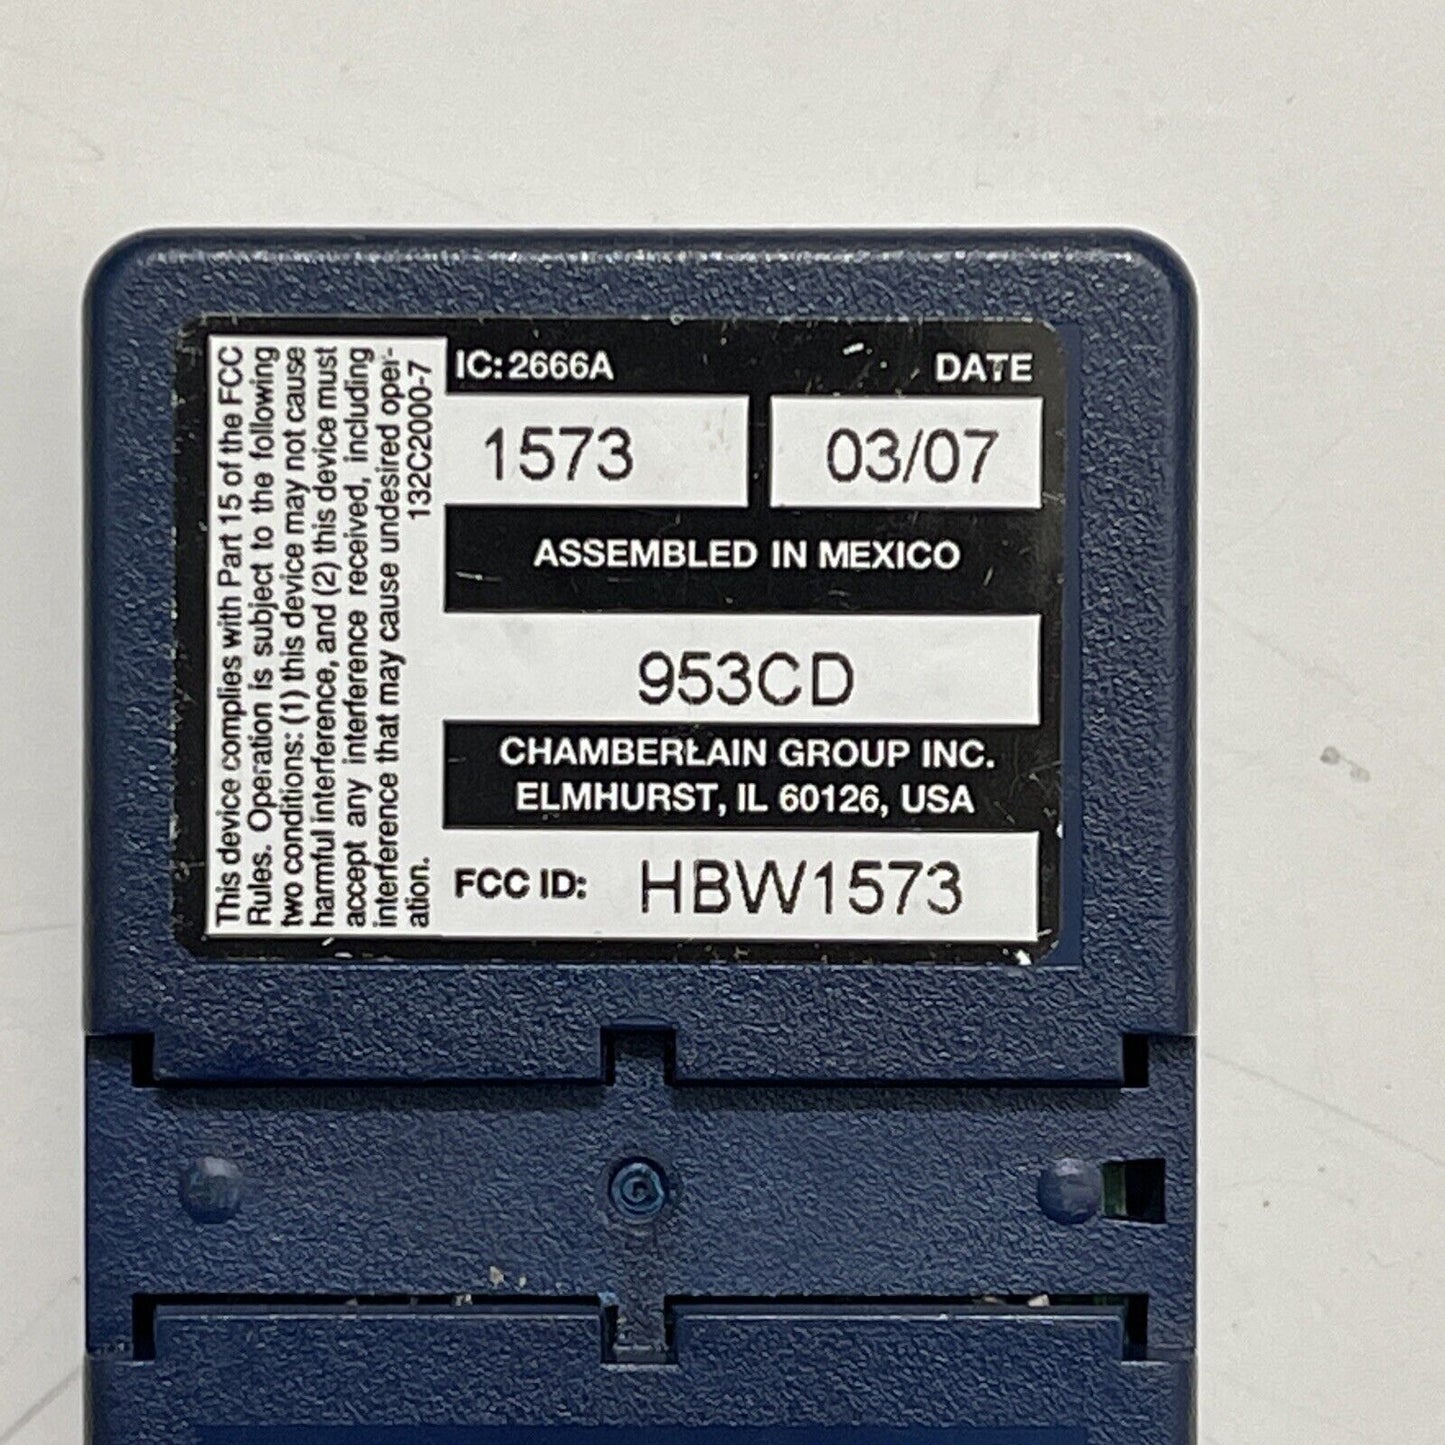 This device complies with Part 15 of the FCC
Rules. Operation is subject to the following
two conditions: (1) this device may not cause
harmful interference, and (2) this device must
accept any interference received, including
interference that may cause undesired oper-
ation.
132C2000-7
IC: 2666A
DATE
1573
03/07
ASSEMBLED IN MEXICO
953CD
CHAMBERLAIN GROUP INC.
ELMHURST, IL 60126, USA
FCC ID: HBW1573